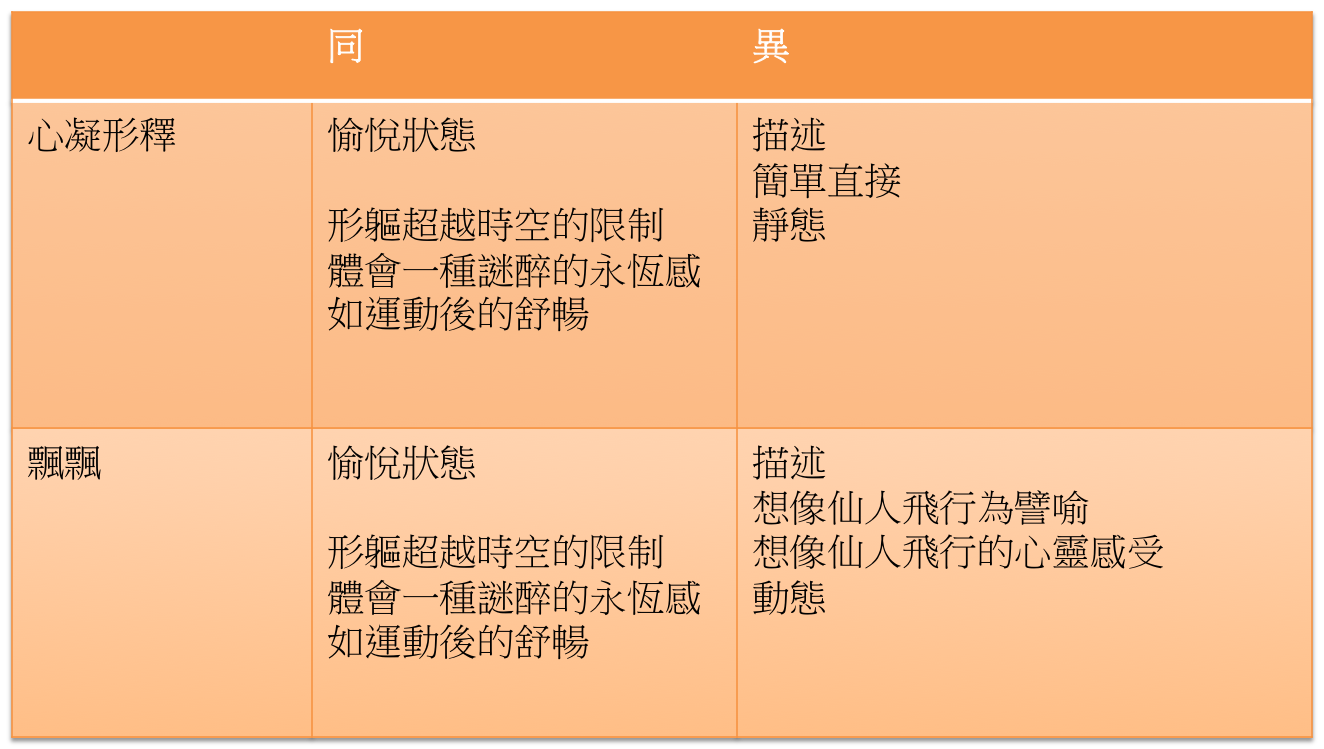 同
異
心凝形釋
愉悅狀態
形軀超越時空的限制
體會一種謎醉的永恆感
如運動後的舒暢
描述
簡單直接
靜態
飄飄
愉悅狀態
形軀超越時空的限制
體會一種謎醉的永恆感
如運動後的舒暢
描述
想像仙人飛行為譬喻
想像仙人飛行的心靈感受
動態